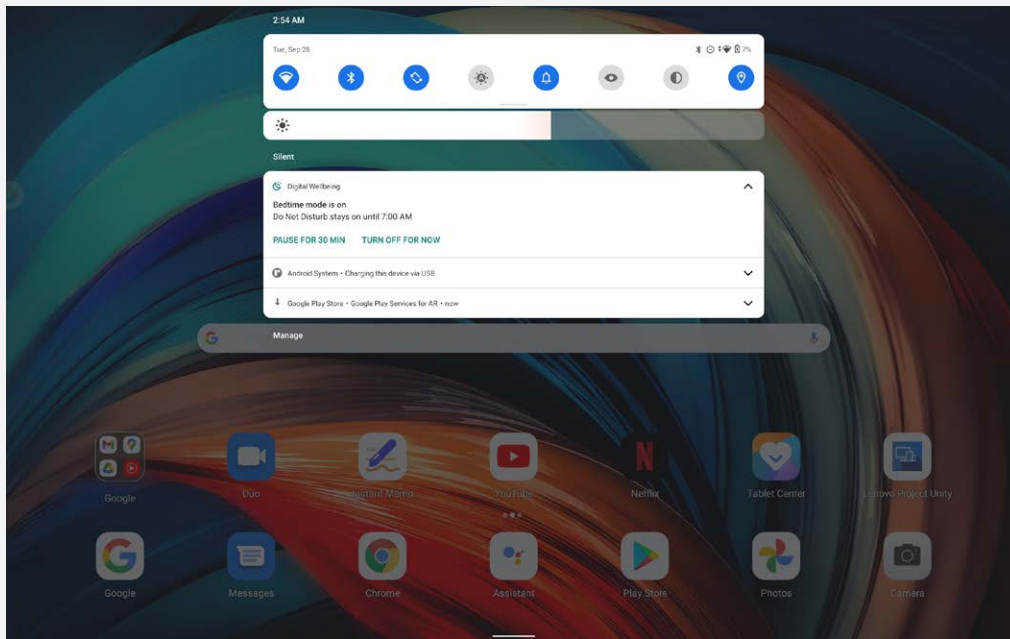 2:54 AM
Tue, Sep 28
7%
Silent
Digital Wellbeing
Bedtime mode is on
Do Not Disturb stays on until 7:00 AM
PAUSE FOR 30 MIN TURN OFF FOR NOW
Android System • Charging this device via USB
Google Play Store • Google Play Services for AR • now
Manage
Google Duo Instant Memo YouTube Netflix Tablet Center Lenovo Project Unity
Google Messages Chrome Assistant Play Store Photos Camera